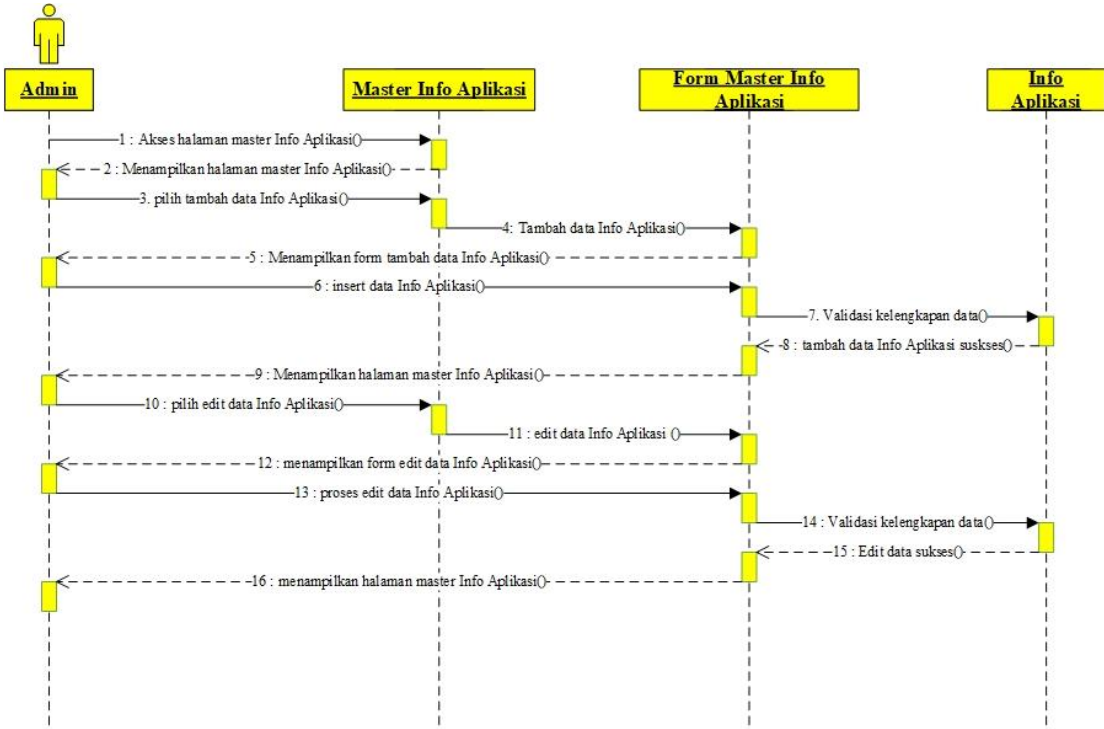 Admin
Master Info Aplikasi
Form Master Info
Aplikasi
Info
Aplikasi
1 : Akses halaman master Info Aplikasi()
2 : Menampilkan halaman master Info Aplikasi()
3. pilih tambah data Info Aplikasi()
4: Tambah data Info Aplikasi()
5 : Menampilkan form tambah data Info Aplikasi()
6 : insert data Info Aplikasi()
7. Validasi kelengkapan data()
8 : tambah data Info Aplikasi suskses()
9 : Menampilkan halaman master Info Aplikasi()
10 : pilih edit data Info Aplikasi()
11 : edit data Info Aplikasi ()
12 : menampilkan form edit data Info Aplikasi()
13 : proses edit data Info Aplikasi()
14 : Validasi kelengkapan data()
15 : Edit data sukses()
16 : menampilkan halaman master Info Aplikasi()